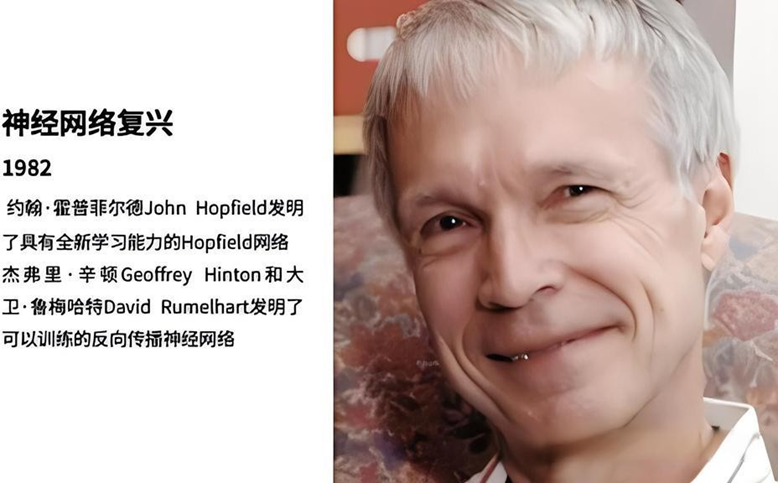 神经网络复兴
1982
约翰·霍普菲尔德John Hopfield发明
了具有全新学习能力的Hopfield网络
杰弗里·辛顿Geoffrey Hinton和大
卫·鲁梅哈特David Rumelhart发明了
可以训练的反向传播神经网络